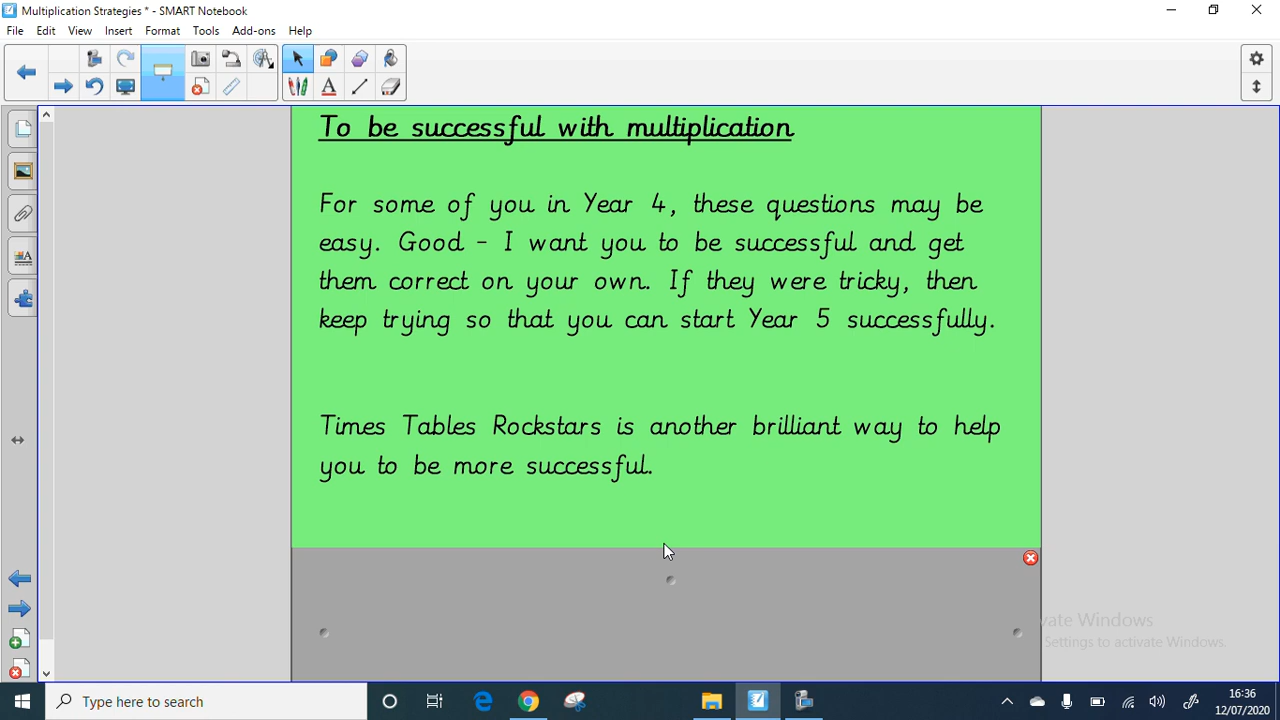 Multiplication Strategies * - SMART Notebook
File Edit View Insert Format Tools Add-ons Help
To be successful with multiplication
For some of you in Year 4, these questions may be
easy. Good - I want you to be successful and get
them correct on your own. If they were tricky, then
keep trying so that you can start Year 5 successfully.
Times Tables Rockstars is another brilliant way to help
you to be more successful.
vate Windows
Settings to activate Windows.
Type here to search
16:36
12/07/2020